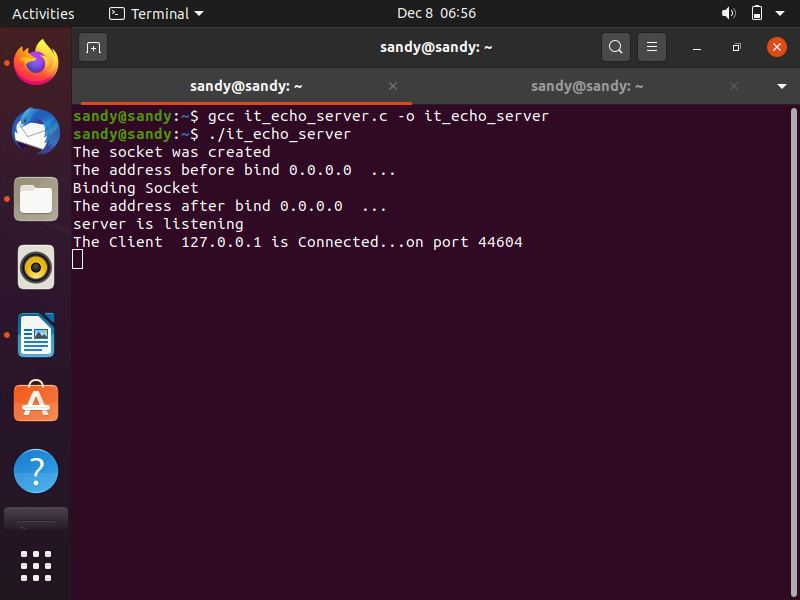 Activities
Terminal
Dec 8 06:56
sandy@sandy: ~
sandy@sandy: ~
sandy@sandy: ~
sandy@sandy:~$ gcc it_echo_server.c -o it_echo_server
sandy@sandy:~$ ./it_echo_server
The socket was created
The address before bind 0.0.0.0  ...
Binding Socket
The address after bind 0.0.0.0  ...
server is listening
The Client  127.0.0.1 is Connected...on port 44604